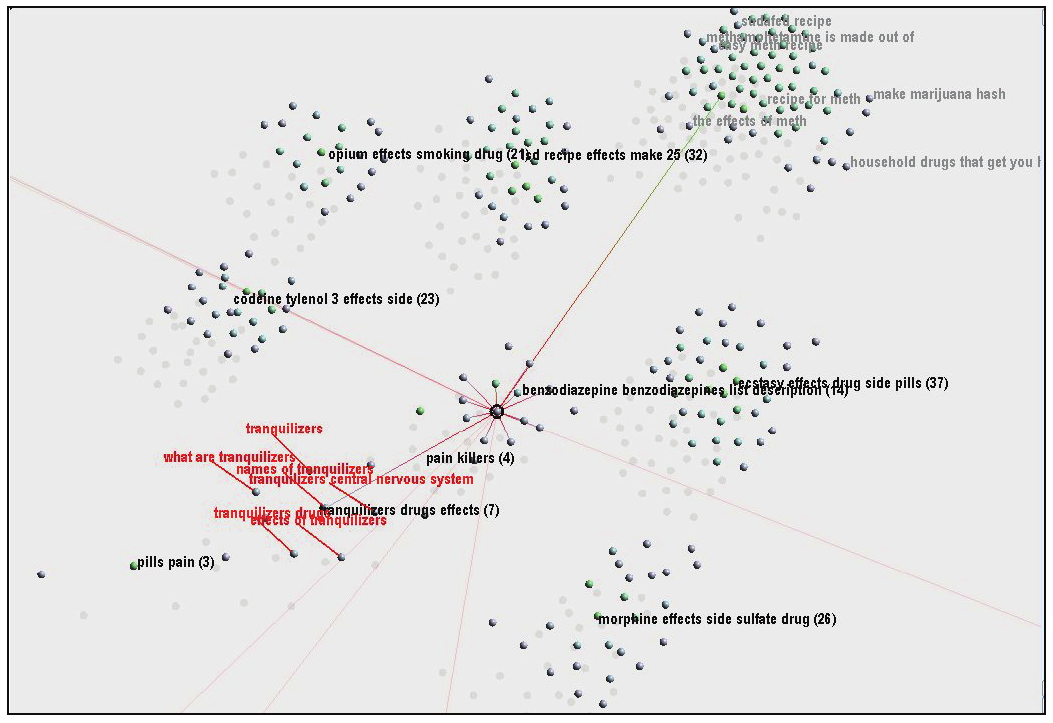 sudafed recipe
methamphetamine is made out of
easy meth recipe
make marijuana hash
recipe for meth
the effects of meth
opium effects smoking drug (21)
lsd recipe effects make 25 (32)
household drugs that get you h
codeine tylenol 3 effects side (23)
ecstasy effects drug side pills (37)
benzodiazepine benzodiazepines list description (14)
tranquilizers
what are tranquilizers
pain killers (4)
names of tranquilizers
tranquilizers central nervous system
tranquilizers drugs effects (7)
tranquilizers drugs
effects of tranquilizers
pills pain (3)
morphine effects side sulfate drug (26)